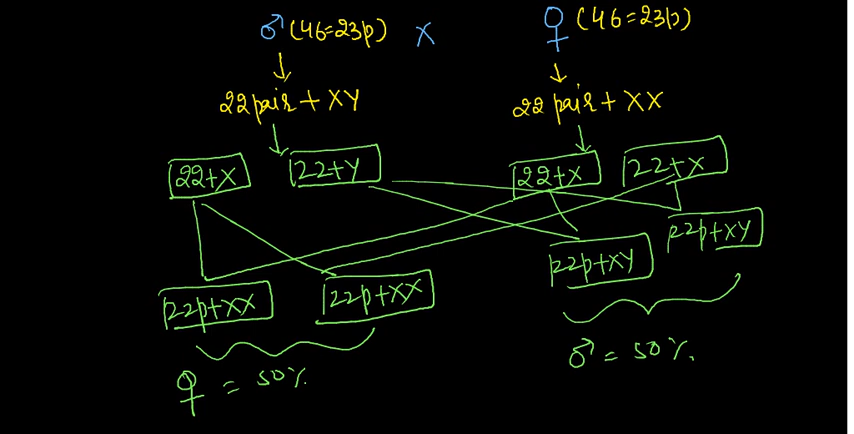 ♂ (46=23p) X ♀ (46=23p)
22 pair + XY 22 pair + XX
22+X 22+Y 22+X 22+X
22p+XY 22p+XY
22p+XX 22p+XX
♂ = 50%
♀ = 50%